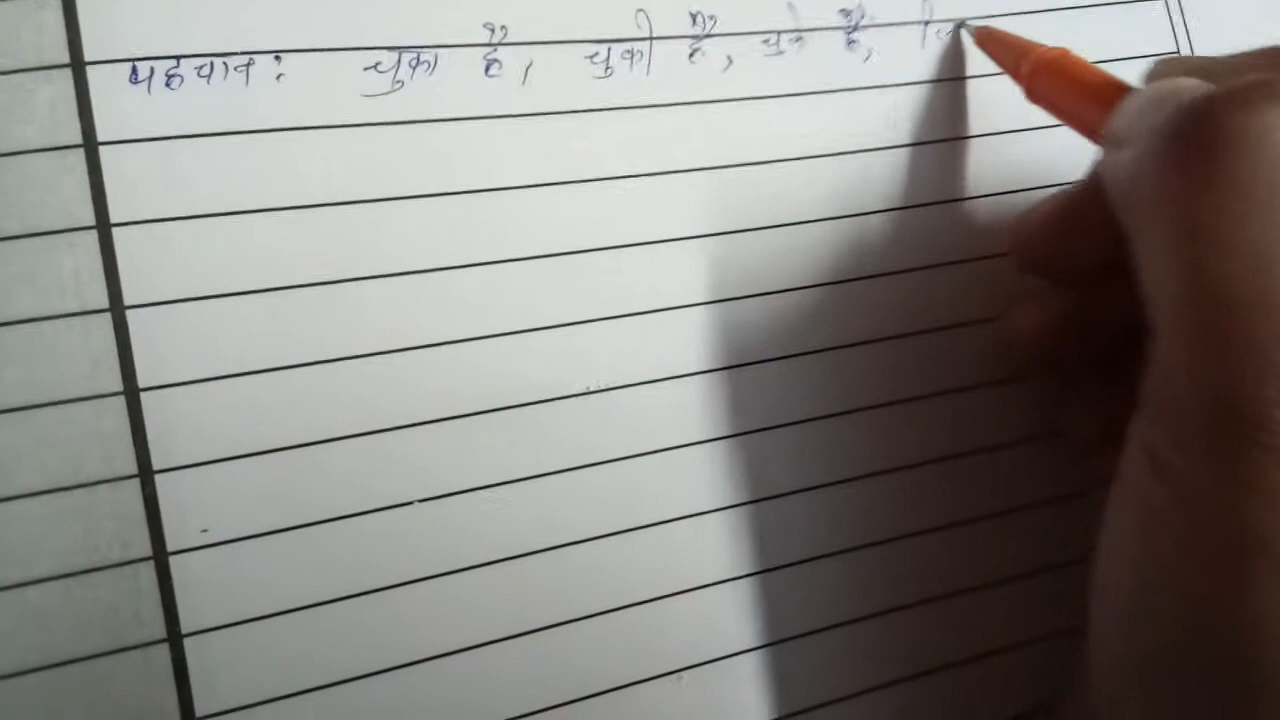 पहचान: चुका है, चुकी है, चुके हैं,